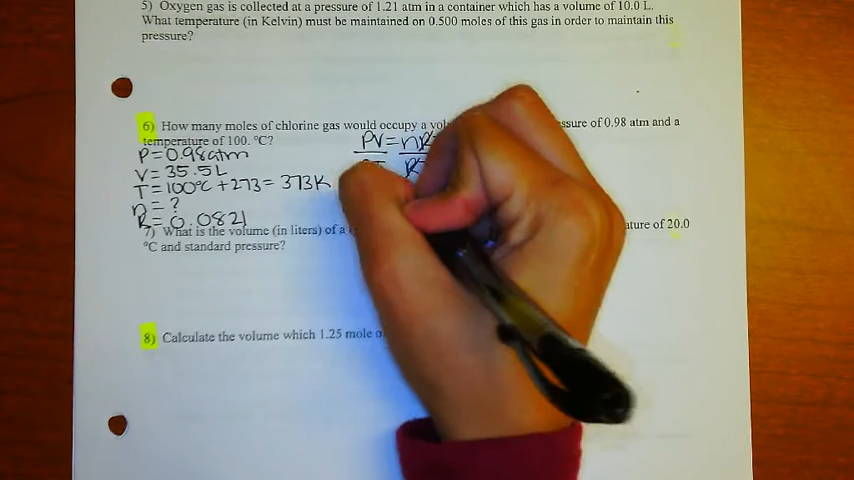 5) Oxygen gas is collected at a pressure of 1.21 atm in a container which has a volume of 10.0 L.
What temperature (in Kelvin) must be maintained on 0.500 moles of this gas in order to maintain this
pressure?
6) How many moles of chlorine gas would occupy a ssure of 0.98 atm and a
temperature of 100. °C?
PV=nR
P=0.98atm
V=35.5L
T=100°C+273=373K
n=?
R=0.0821
7) What is the volume (in liters) of a ature of 20.0
°C and standard pressure?
8) Calculate the volume which 1.25 mole